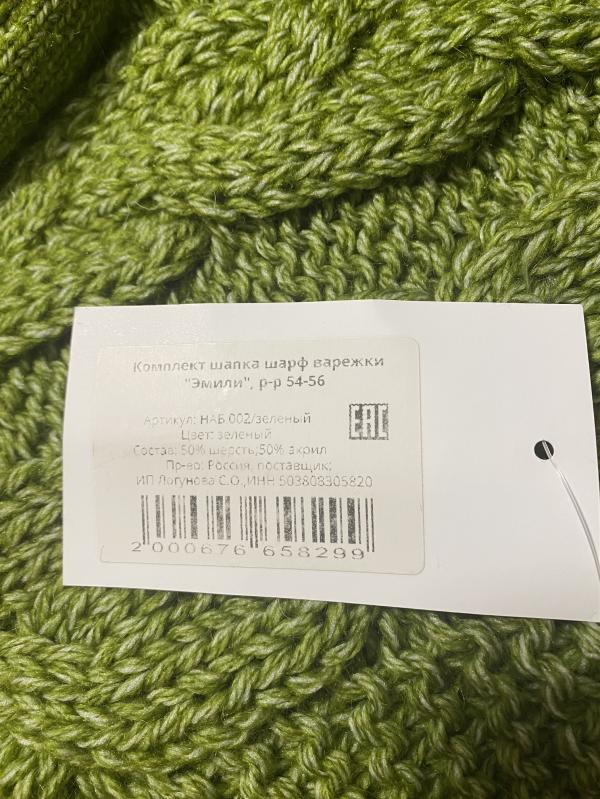 Комплект шапка шарф варежки
"Эмили", р-р 54-56
Артикул: НАБ.002/зеленый
Цвет: зеленый
Состав: 50% шерсть;50% акрил
Пр-во: Россия, поставщик:
ИП Логунова С.О.,ИНН 503808305820
EAC
2 000676 658299